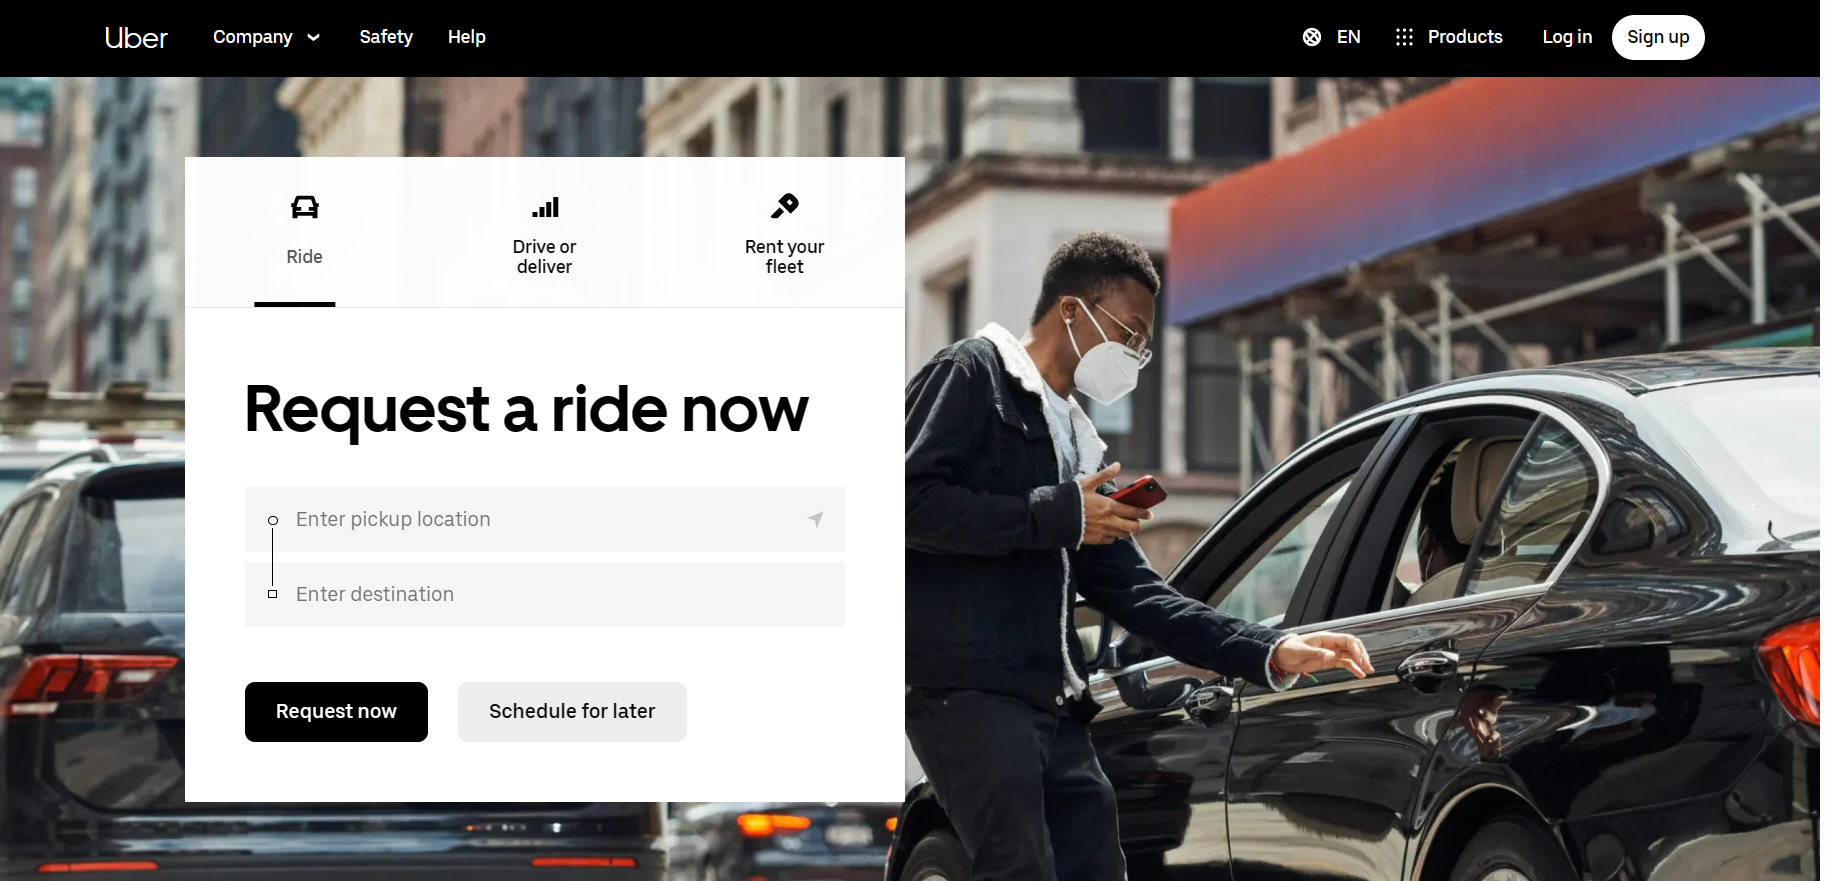 Uber Company Safety Help EN Products Log in Sign up
Ride
Drive or
deliver
Rent your
fleet
Request a ride now
Enter pickup location
Enter destination
Request now Schedule for later